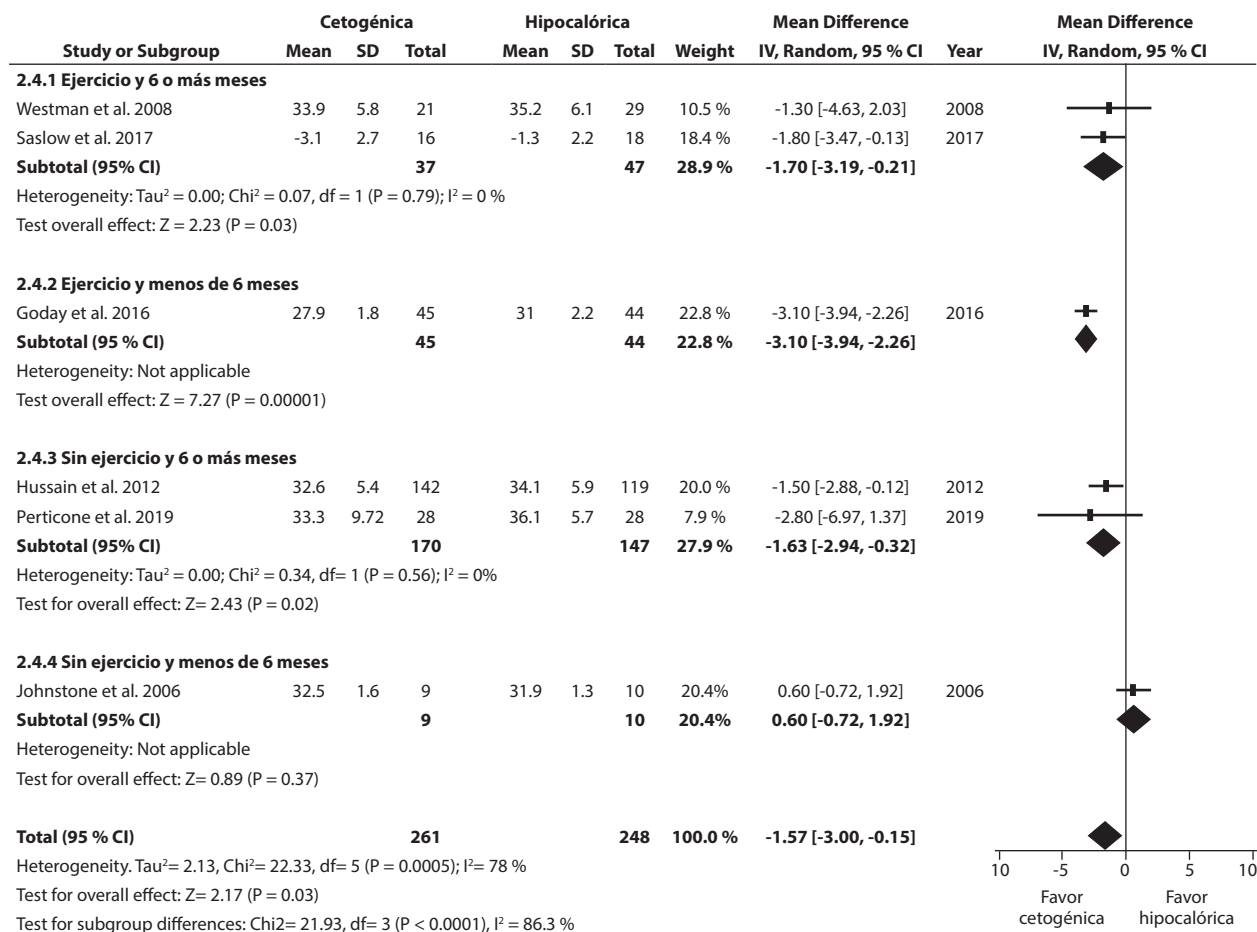 Cetogénica Hipocalórica Mean Difference Mean Difference
Study or Subgroup Mean SD Total Mean SD Total Weight IV, Random, 95 % CI Year IV, Random, 95 % CI
2.4.1 Ejercicio y 6 o más meses
Westman et al. 2008 33.9 5.8 21 35.2 6.1 29 10.5 % -1.30 [-4.63, 2.03] 2008
Saslow et al. 2017 -3.1 2.7 16 -1.3 2.2 18 18.4 % -1.80 [-3.47, -0.13] 2017
Subtotal (95% CI) 37 47 28.9 % -1.70 [-3.19, -0.21]
Heterogeneity: Tau² = 0.00; Chi² = 0.07, df = 1 (P = 0.79); I² = 0 %
Test overall effect: Z = 2.23 (P = 0.03)
2.4.2 Ejercicio y menos de 6 meses
Goday et al. 2016 27.9 1.8 45 31 2.2 44 22.8 % -3.10 [-3.94, -2.26] 2016
Subtotal (95 % CI) 45 44 22.8 % -3.10 [-3.94, -2.26]
Heterogeneity: Not applicable
Test overall effect: Z = 7.27 (P = 0.00001)
2.4.3 Sin ejercicio y 6 o más meses
Hussain et al. 2012 32.6 5.4 142 34.1 5.9 119 20.0 % -1.50 [-2.88, -0.12] 2012
Perticone et al. 2019 33.3 9.72 28 36.1 5.7 28 7.9 % -2.80 [-6.97, 1.37] 2019
Subtotal (95% CI) 170 147 27.9 % -1.63 [-2.94, -0.32]
Heterogeneity: Tau² = 0.00; Chi² = 0.34, df= 1 (P = 0.56); I² = 0%
Test for overall effect: Z= 2.43 (P = 0.02)
2.4.4 Sin ejercicio y menos de 6 meses
Johnstone et al. 2006 32.5 1.6 9 31.9 1.3 10 20.4% 0.60 [-0.72, 1.92] 2006
Subtotal (95% CI) 9 10 20.4% 0.60 [-0.72, 1.92]
Heterogeneity: Not applicable
Test for overall effect: Z= 0.89 (P = 0.37)
Total (95 % CI) 261 248 100.0 % -1.57 [-3.00, -0.15]
Heterogeneity. Tau²= 2.13, Chi²= 22.33, df= 5 (P = 0.0005); I²= 78 %
Test for overall effect: Z= 2.17 (P = 0.03)
Test for subgroup differences: Chi2= 21.93, df= 3 (P < 0.0001), I² = 86.3 %
10 -5 0 5 10
Favor Favor
cetogénica hipocalórica